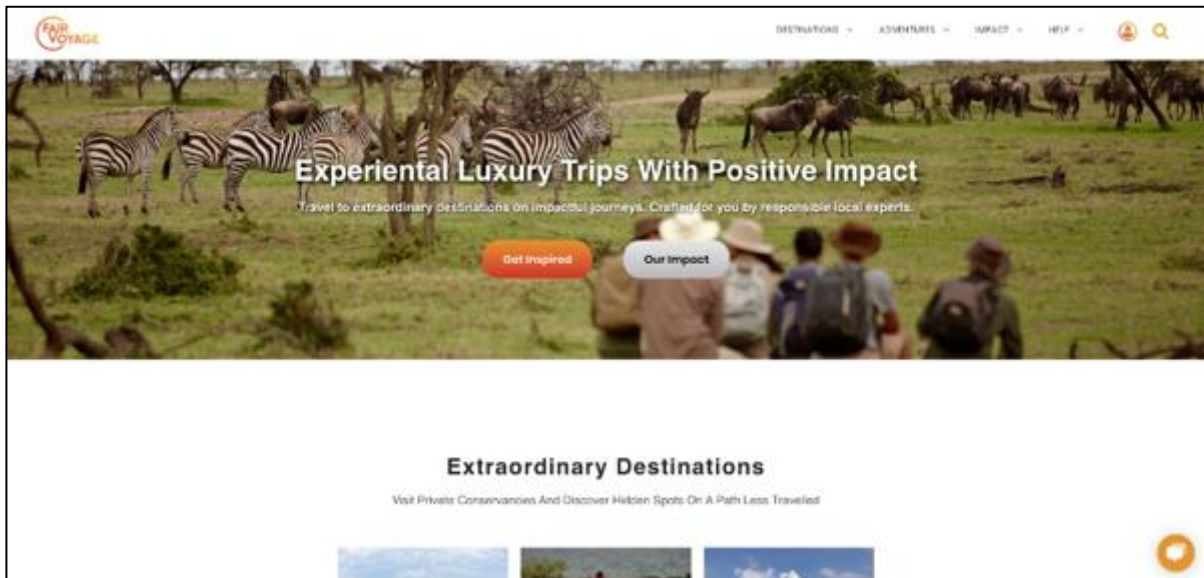 FAIR
VOYAGE
DESTINATIONS
ADVENTURES
IMPACT
HELP
Experiental Luxury Trips With Positive Impact
Travel to extraordinary destinations on impactful journeys. Crafted for you by responsible local experts.
Get Inspired
Our Impact
Extraordinary Destinations
Visit Private Conservancies And Discover Hidden Spots On A Path Less Travelled